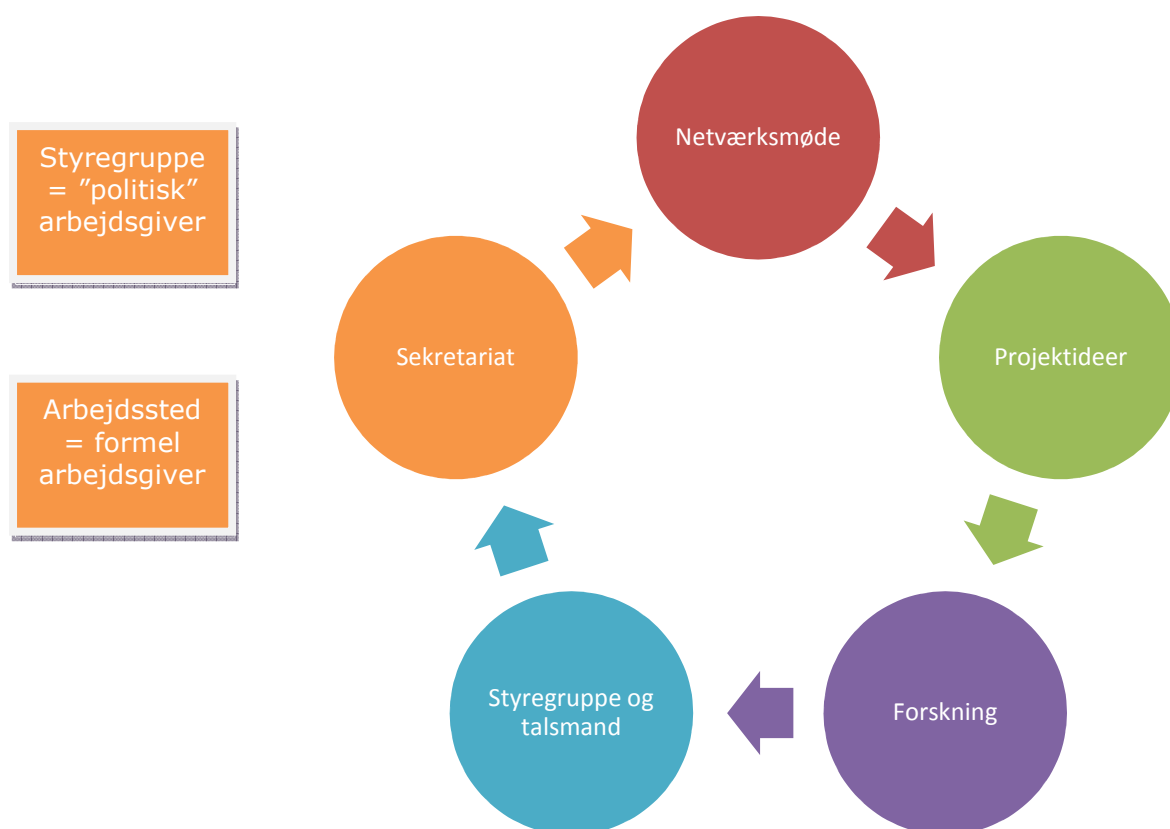 Styregruppe
= ”politisk”
arbejdsgiver
Arbejdssted
= formel
arbejdsgiver
Netværksmøde
Projektideer
Forskning
Styregruppe og
talsmand
Sekretariat